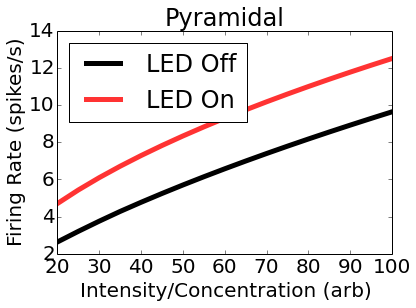 Pyramidal
14
12
10
8
6
4
2
Firing Rate (spikes/s)
LED Off
LED On
20 30 40 50 60 70 80 90 100
Intensity/Concentration (arb)